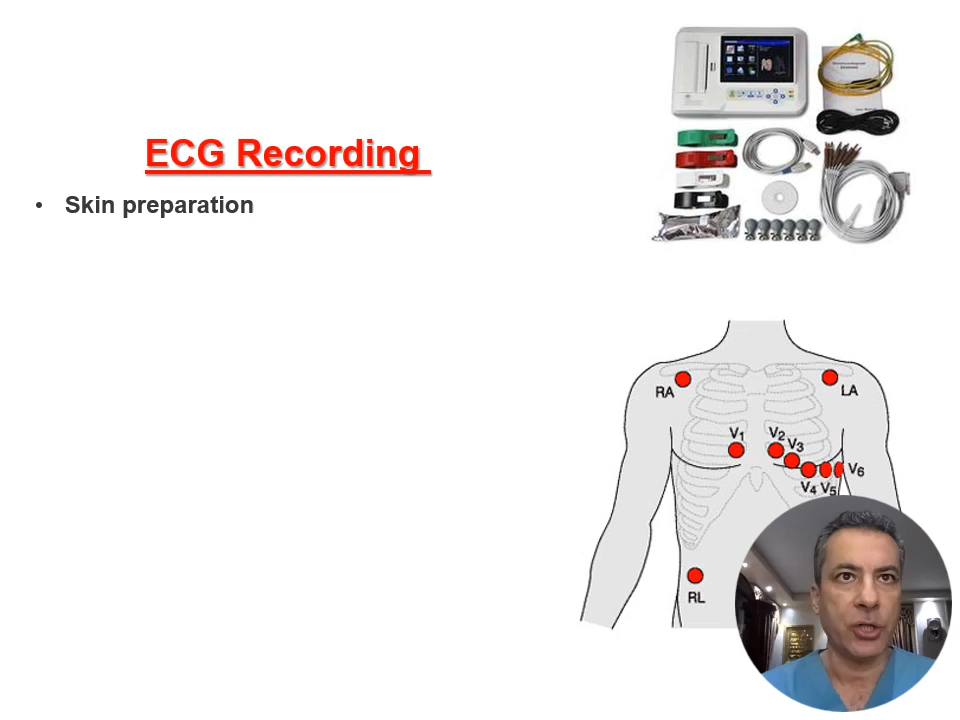 ECG Recording
• Skin preparation
RA
LA
V1
V2
V3
V4
V5
V6
RL